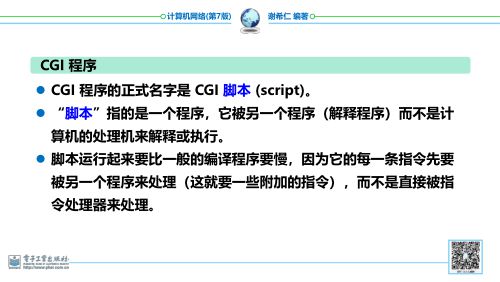 计算机网络(第7版)
谢希仁 编著
CGI 程序
CGI 程序的正式名字是 CGI 脚本 (script)。
“脚本”指的是一个程序，它被另一个程序（解释程序）而不是计
算机的处理机来解释或执行。
脚本运行起来要比一般的编译程序要慢，因为它的每一条指令先要
被另一个程序来处理（这就要一些附加的指令），而不是直接被指
令处理器来处理。
电子工业出版社
http://www.phei.com.cn